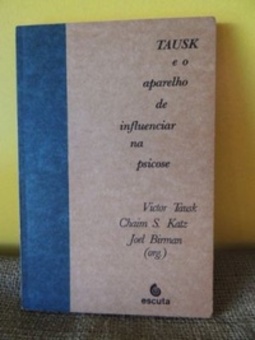 TAUSK
e o
aparelho
de
influenciar
na
psicose
Victor Tausk
Chaim S. Katz
Joel Birman
(org.)
escuta